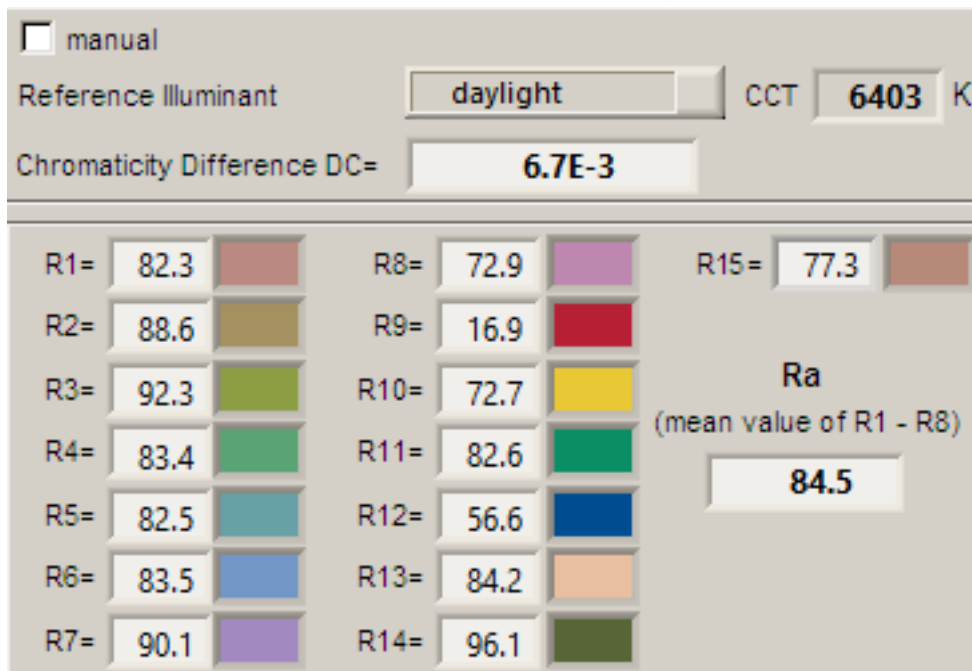 manual
Reference Illuminant daylight CCT 6403 K
Chromaticity Difference DC= 6.7E-3
R1= 82.3 R8= 72.9 R15= 77.3
R2= 88.6 R9= 16.9
R3= 92.3 R10= 72.7 Ra
(mean value of R1 - R8)
R4= 83.4 R11= 82.6
84.5
R5= 82.5 R12= 56.6
R6= 83.5 R13= 84.2
R7= 90.1 R14= 96.1